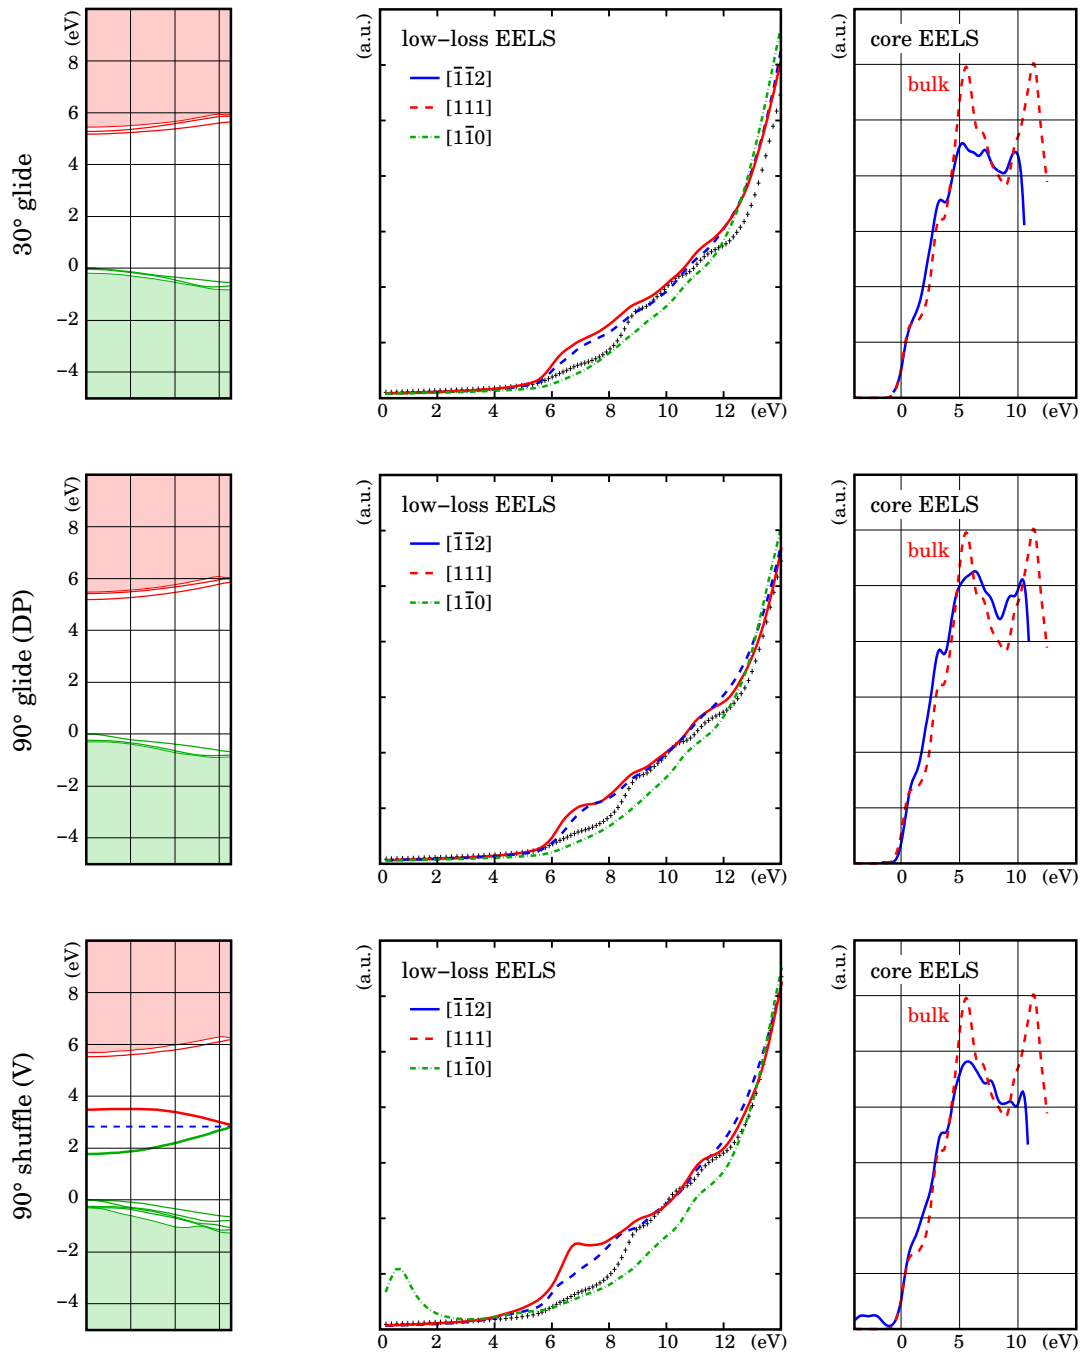 30° glide
(eV)
8
6
4
2
0
−2
−4
(a.u.)
low−loss EELS
[1̅1̅2]
[111]
[11̅0]
0 2 4 6 8 10 12 (eV)
(a.u.)
core EELS
bulk
0 5 10 (eV)
90° glide (DP)
(eV)
8
6
4
2
0
−2
−4
(a.u.)
low−loss EELS
[1̅1̅2]
[111]
[11̅0]
0 2 4 6 8 10 12 (eV)
(a.u.)
core EELS
bulk
0 5 10 (eV)
90° shuffle (V)
(eV)
8
6
4
2
0
−2
−4
(a.u.)
low−loss EELS
[1̅1̅2]
[111]
[11̅0]
0 2 4 6 8 10 12 (eV)
(a.u.)
core EELS
bulk
0 5 10 (eV)